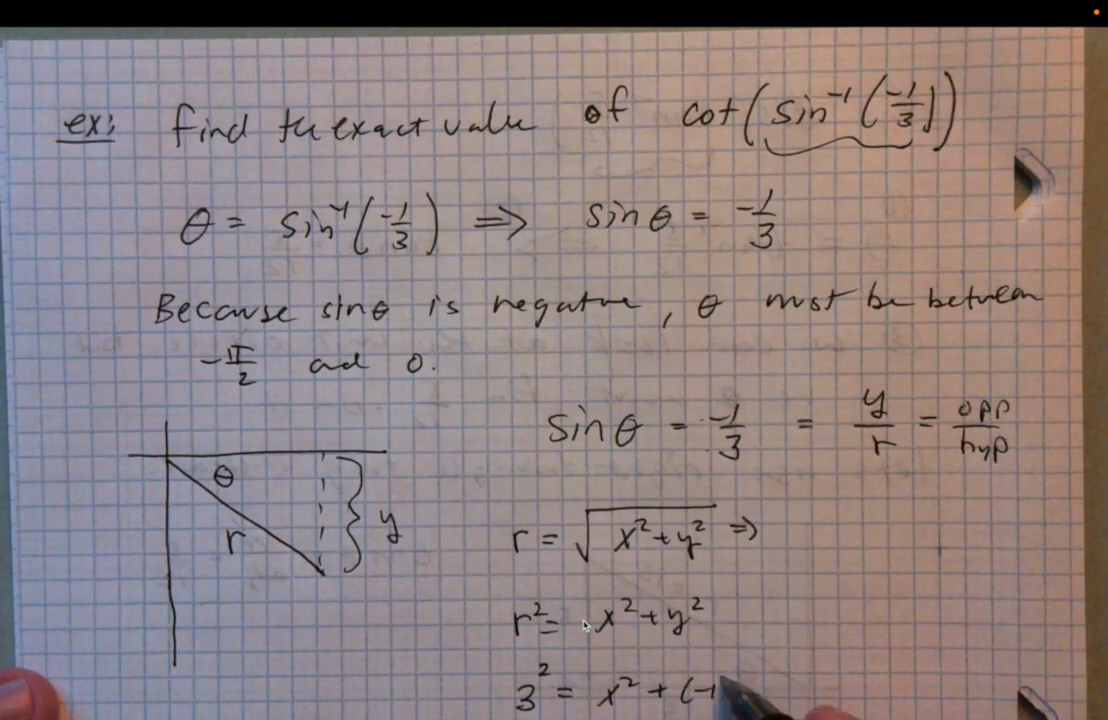 ex: find the exact value of cot(sin⁻¹(-1/3))
θ = sin⁻¹(-1/3) ⇒ sin θ = -1/3
Because sinθ is negative, θ must be between
-π/2 and 0.
sin θ = -1/3 = y/r = opp/hyp
θ
r
y
r = √(x²+y²) ⇒
r² = x²+y²
3² = x² + (-1